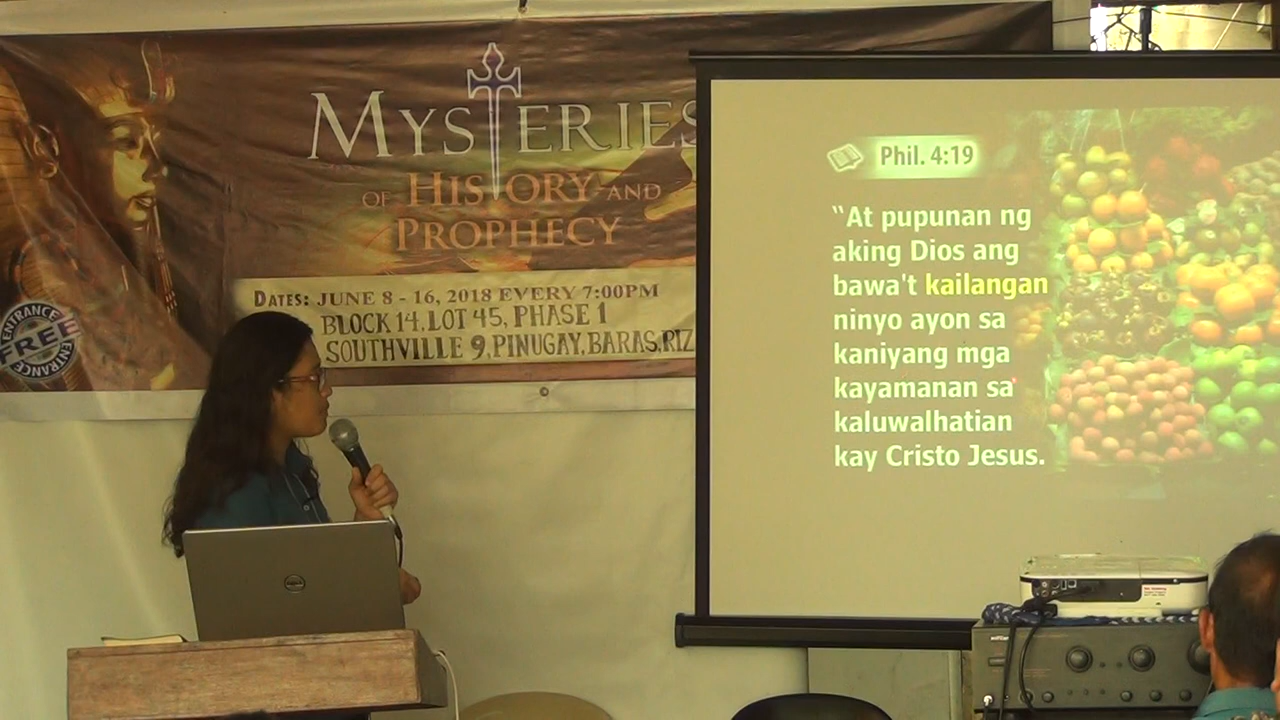 MYSTERIES
OF HISTORY AND
PROPHECY
DATES: JUNE 8 - 16, 2018 EVERY 7:00PM
BLOCK 14, LOT 45, PHASE 1
SOUTHVILLE 9, PINUGAY, BARAS, RIZ
ENTRANCE
FREE
ENTRANCE
Phil. 4:19
“At pupunan ng
aking Dios ang
bawa't kailangan
ninyo ayon sa
kaniyang mga
kayamanan sa
kaluwalhatian
kay Cristo Jesus.
DELL